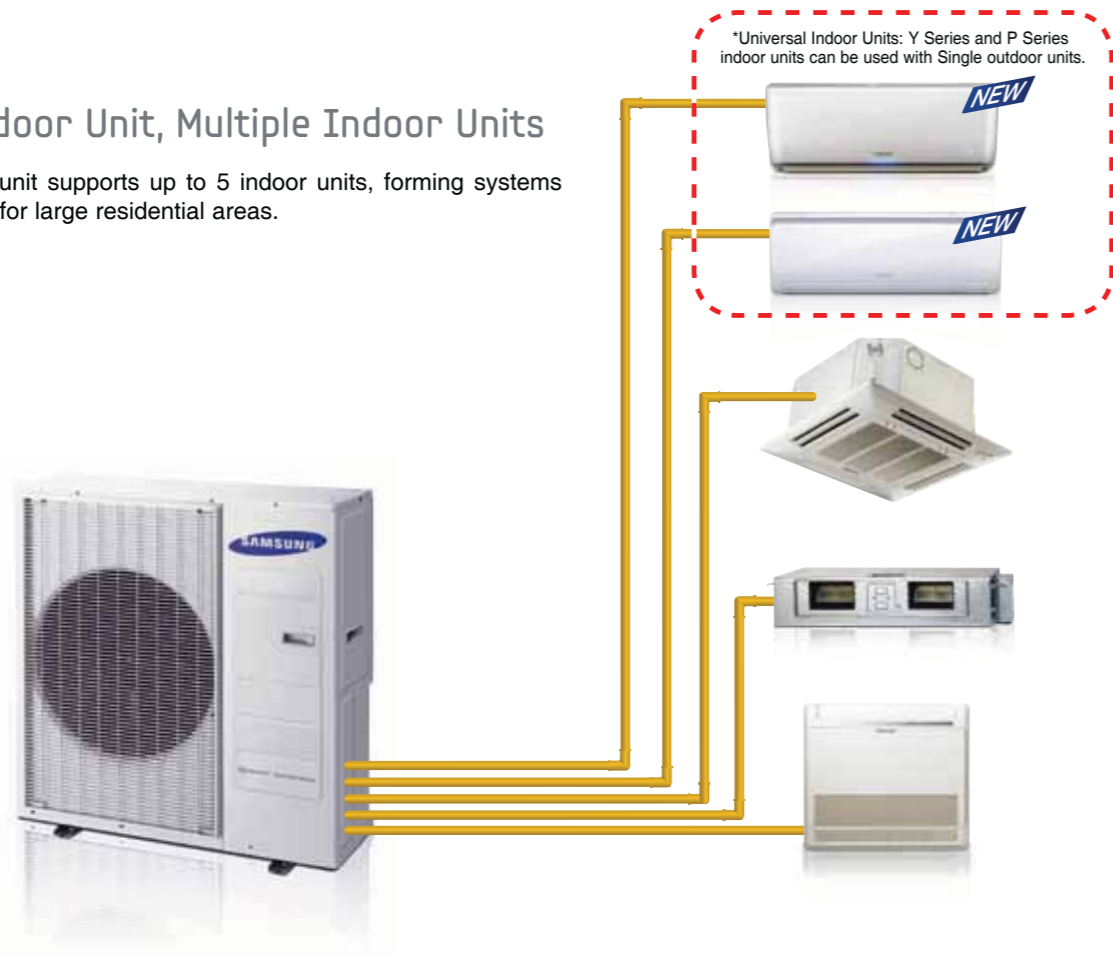 *Universal Indoor Units: Y Series and P Series
indoor units can be used with Single outdoor units.
NEW
door Unit, Multiple Indoor Units
unit supports up to 5 indoor units, forming systems
for large residential areas.
NEW
SAMSUNG